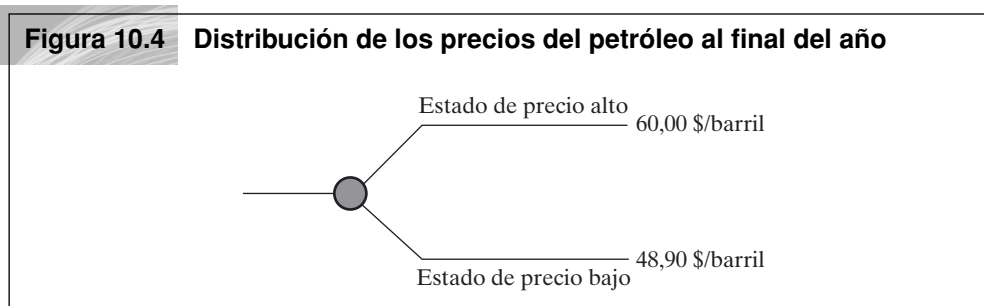 Figura 10.4 Distribución de los precios del petróleo al final del año
Estado de precio alto
60,00 $/barril
48,90 $/barril
Estado de precio bajo